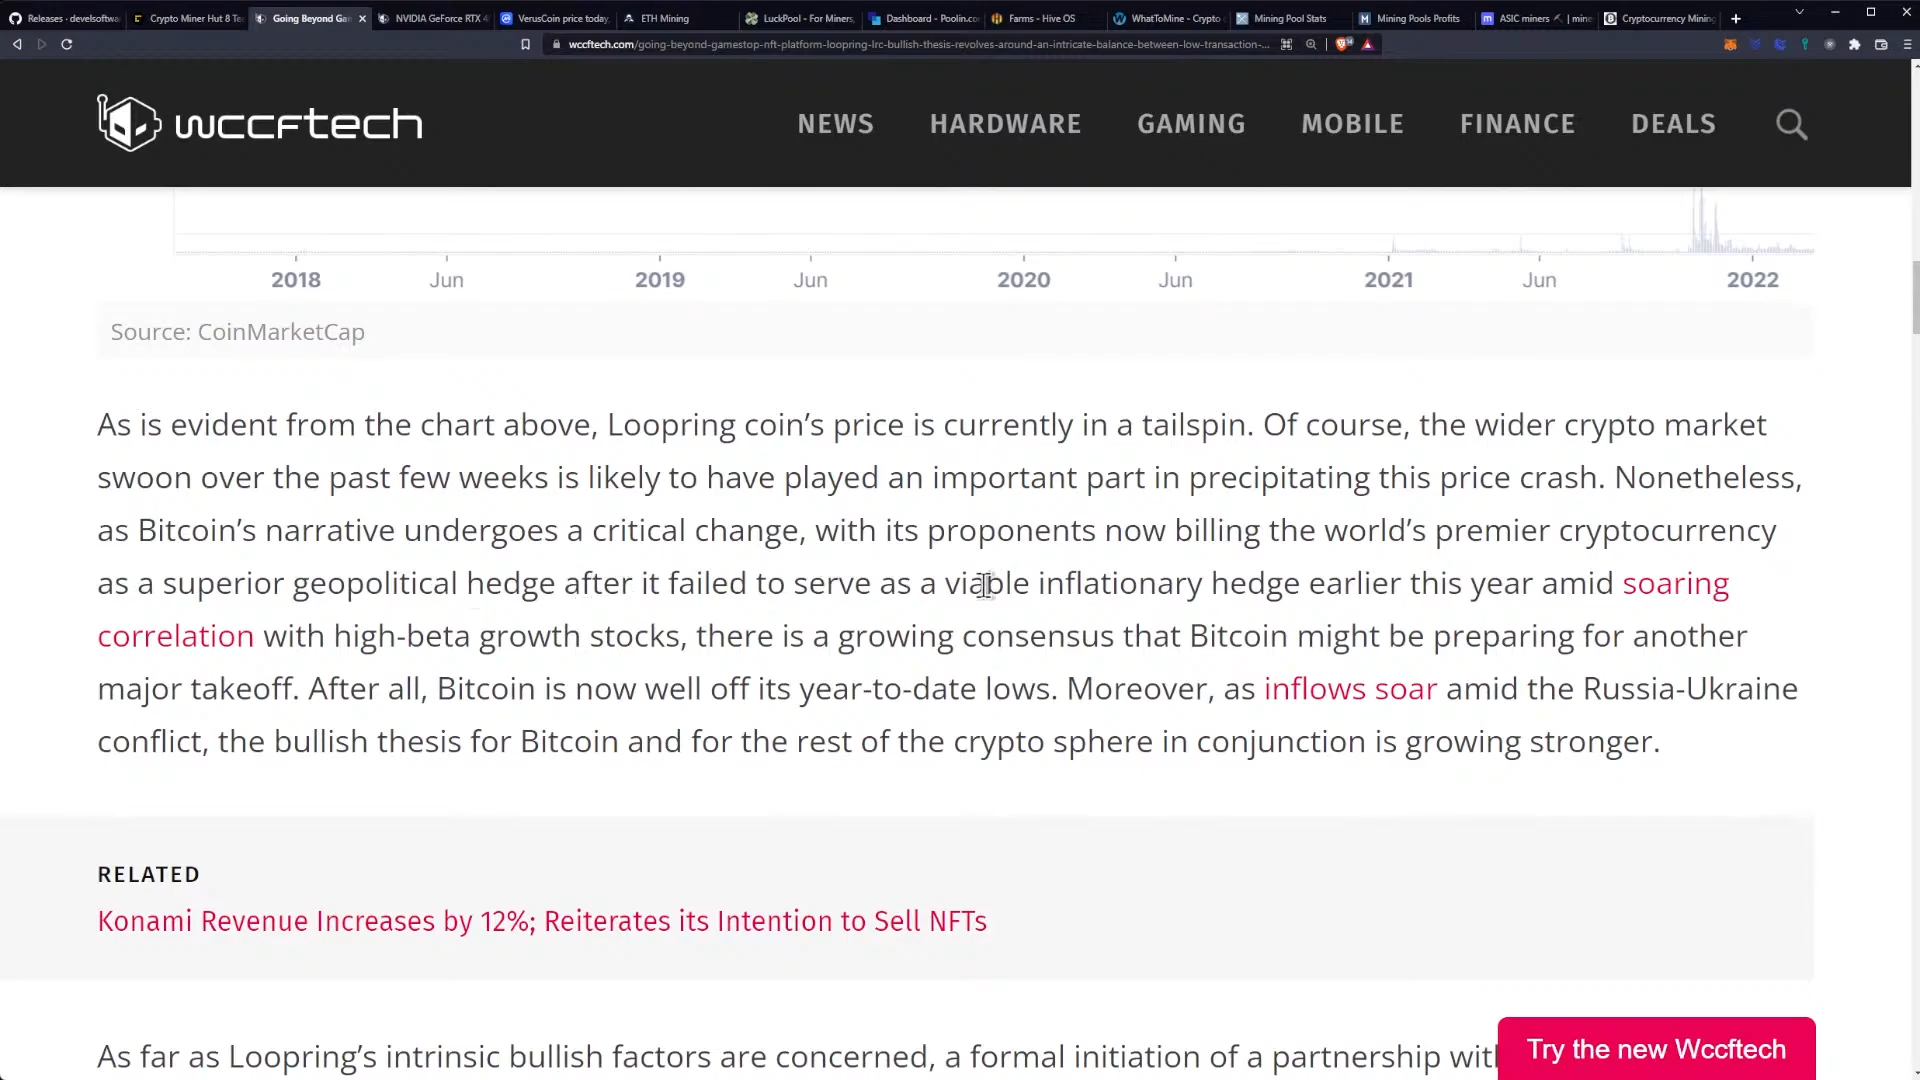 Releases · develsoftwa
Crypto Miner Hut 8 Te
Going Beyond Gam
NVIDIA GeForce RTX 4
VerusCoin price today,
ETH Mining
LuckPool - For Miners,
Dashboard - Poolin.co
Farms - Hive OS
WhatToMine - Crypto
Mining Pool Stats
Mining Pools Profits
ASIC miners
| mine
Cryptocurrency Mining
wccftech.com/going-beyond-gamestop-nft-platform-loopring-lrc-bullish-thesis-revolves-around-an-intricate-balance-between-low-transaction-...
wccftech
NEWS HARDWARE GAMING MOBILE FINANCE DEALS
2018 Jun 2019 Jun 2020 Jun 2021 Jun 2022
Source: CoinMarketCap
As is evident from the chart above, Loopring coin’s price is currently in a tailspin. Of course, the wider crypto market
swoon over the past few weeks is likely to have played an important part in precipitating this price crash. Nonetheless,
as Bitcoin’s narrative undergoes a critical change, with its proponents now billing the world’s premier cryptocurrency
as a superior geopolitical hedge after it failed to serve as a viable inflationary hedge earlier this year amid soaring
correlation with high-beta growth stocks, there is a growing consensus that Bitcoin might be preparing for another
major takeoff. After all, Bitcoin is now well off its year-to-date lows. Moreover, as inflows soar amid the Russia-Ukraine
conflict, the bullish thesis for Bitcoin and for the rest of the crypto sphere in conjunction is growing stronger.
RELATED
Konami Revenue Increases by 12%; Reiterates its Intention to Sell NFTs
As far as Loopring’s intrinsic bullish factors are concerned, a formal initiation of a partnership with
Try the new Wccftech